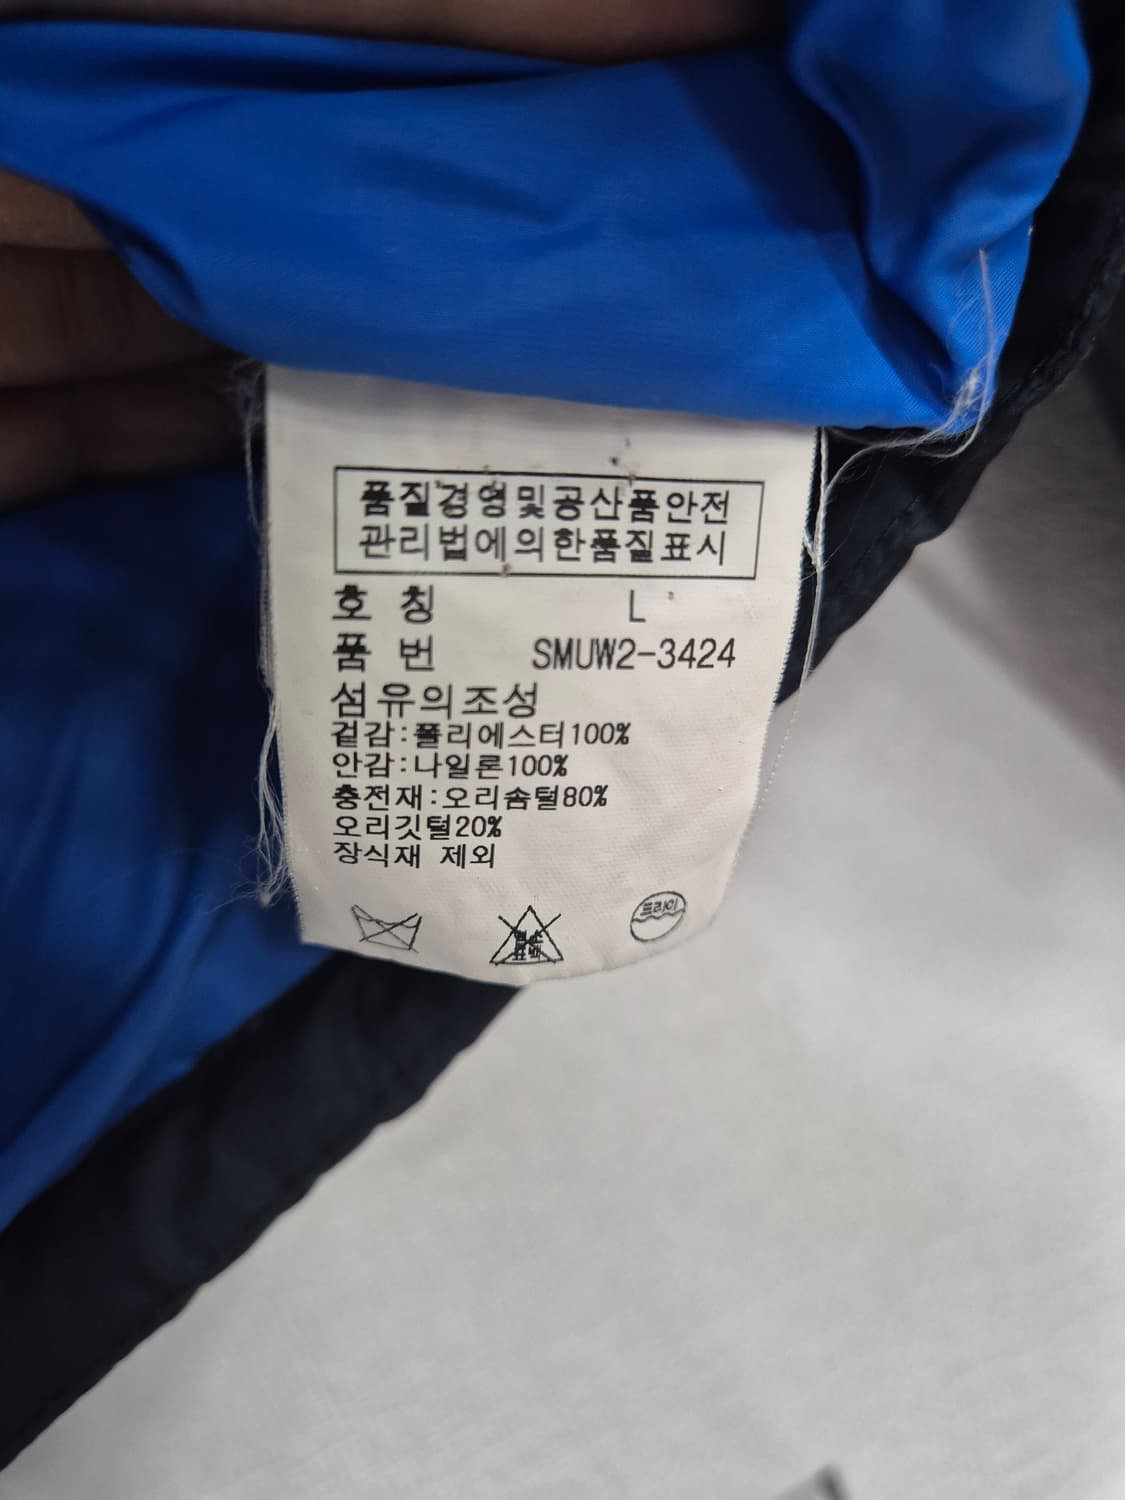 품질경영및공산품안전
관리법에의한품질표시
호 칭 L
품 번 SMUW2-3424
섬유의조성
겉감:폴리에스터100%
안감:나일론100%
충전재:오리솜털80%
오리깃털20%
장식재 제외
드라이